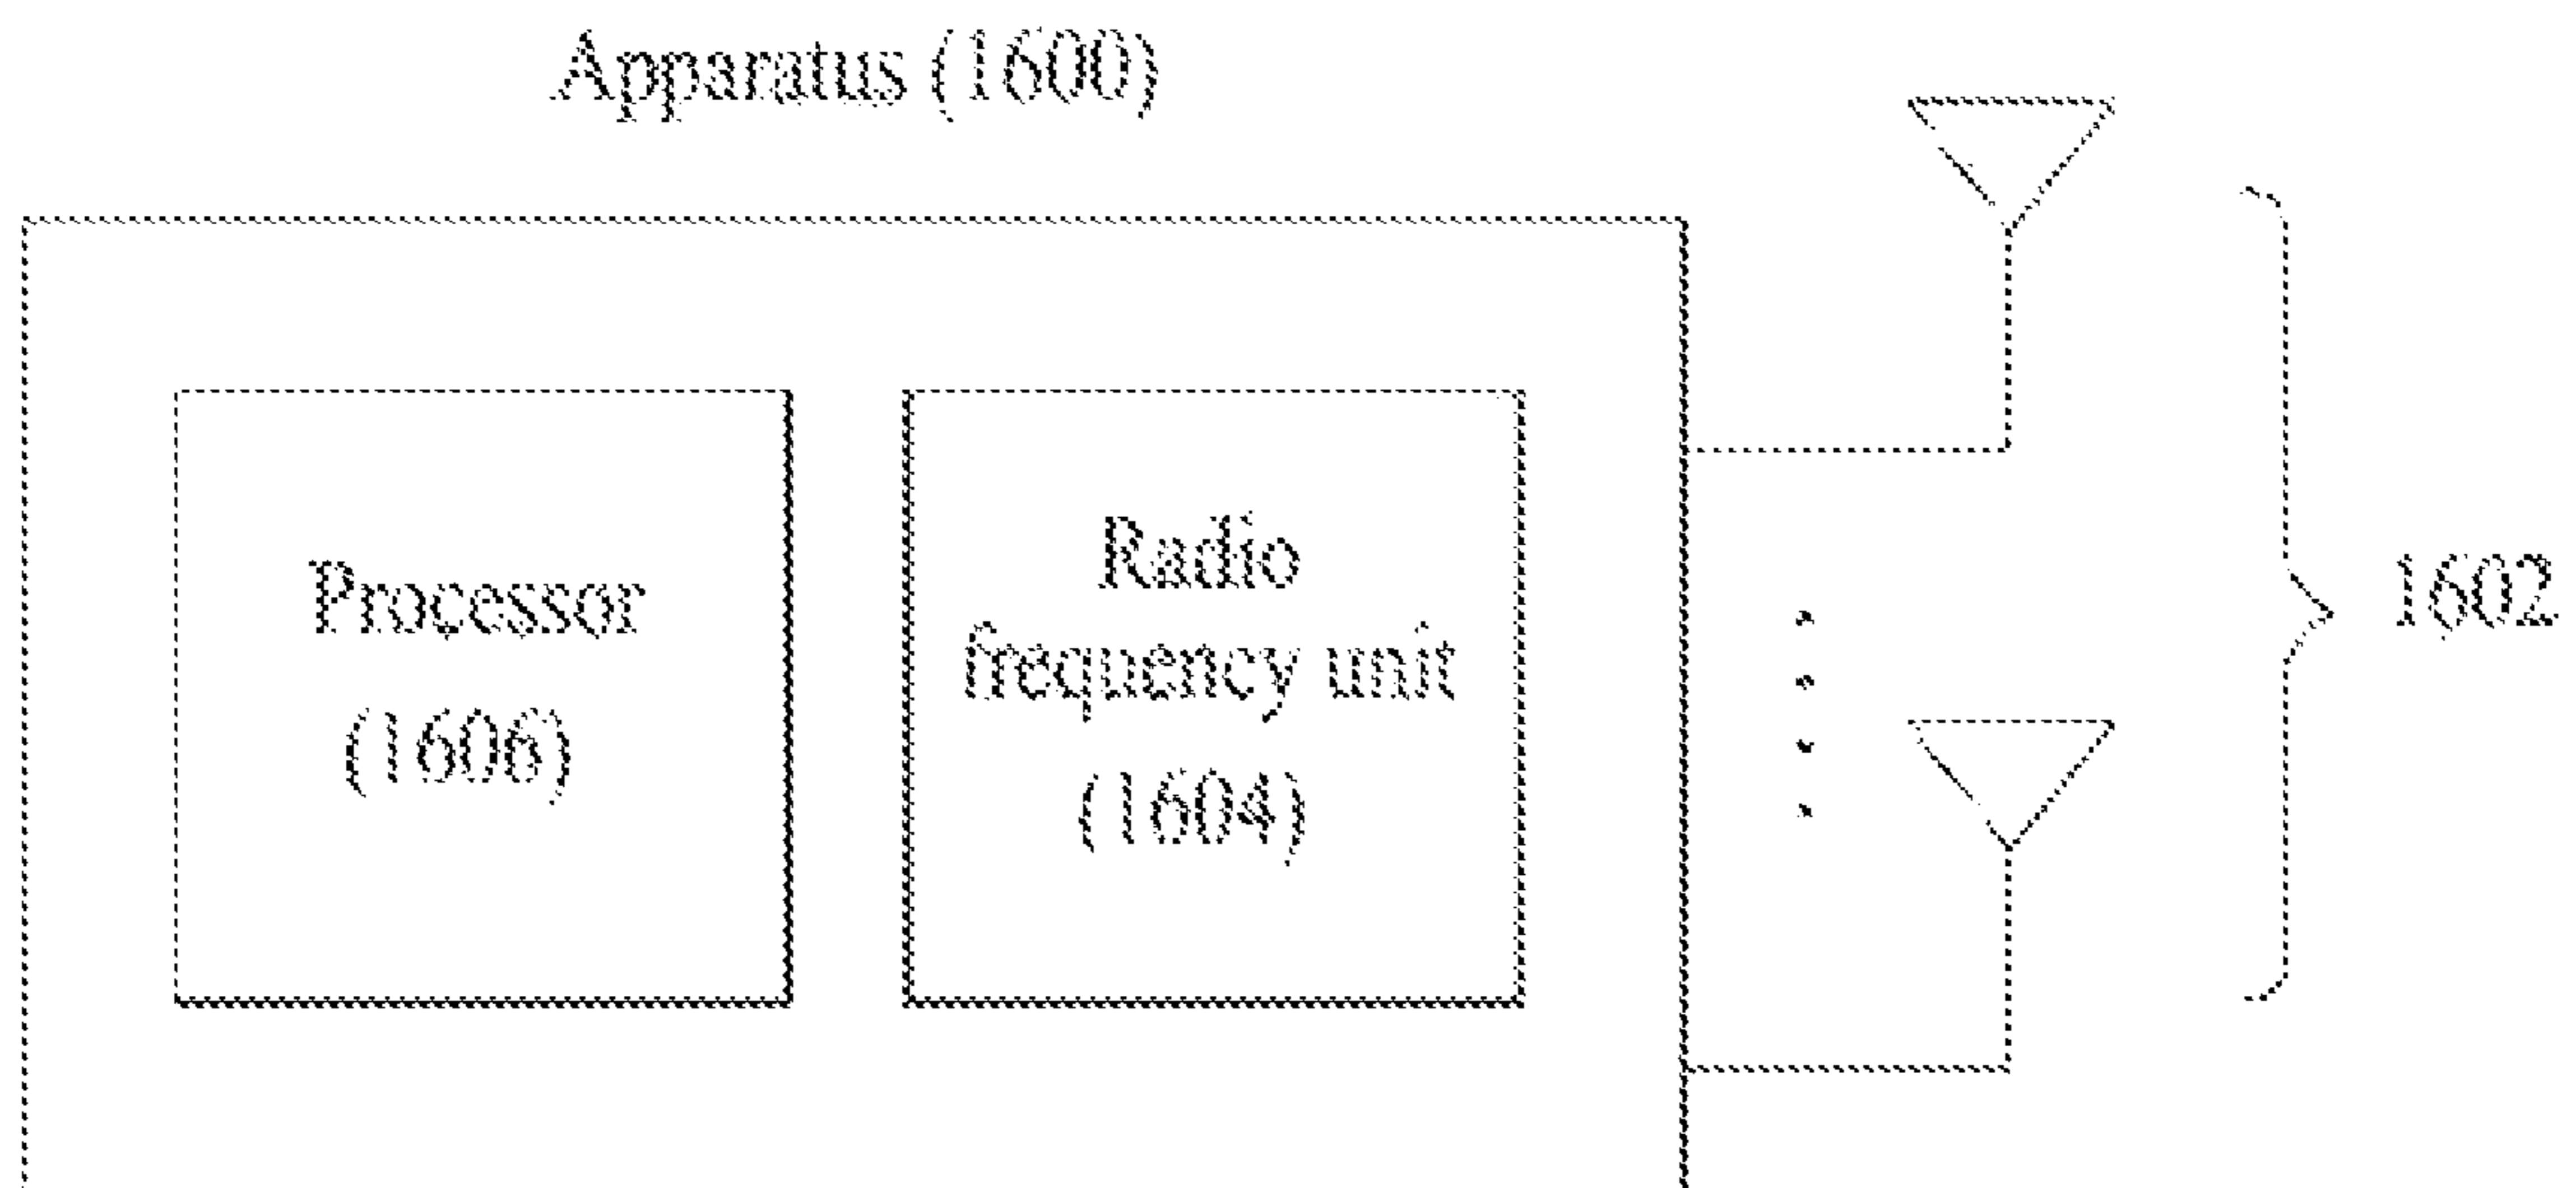 Apparatus (1600)
Processor
(1606)
Radio
frequency unit
(1604)
1602